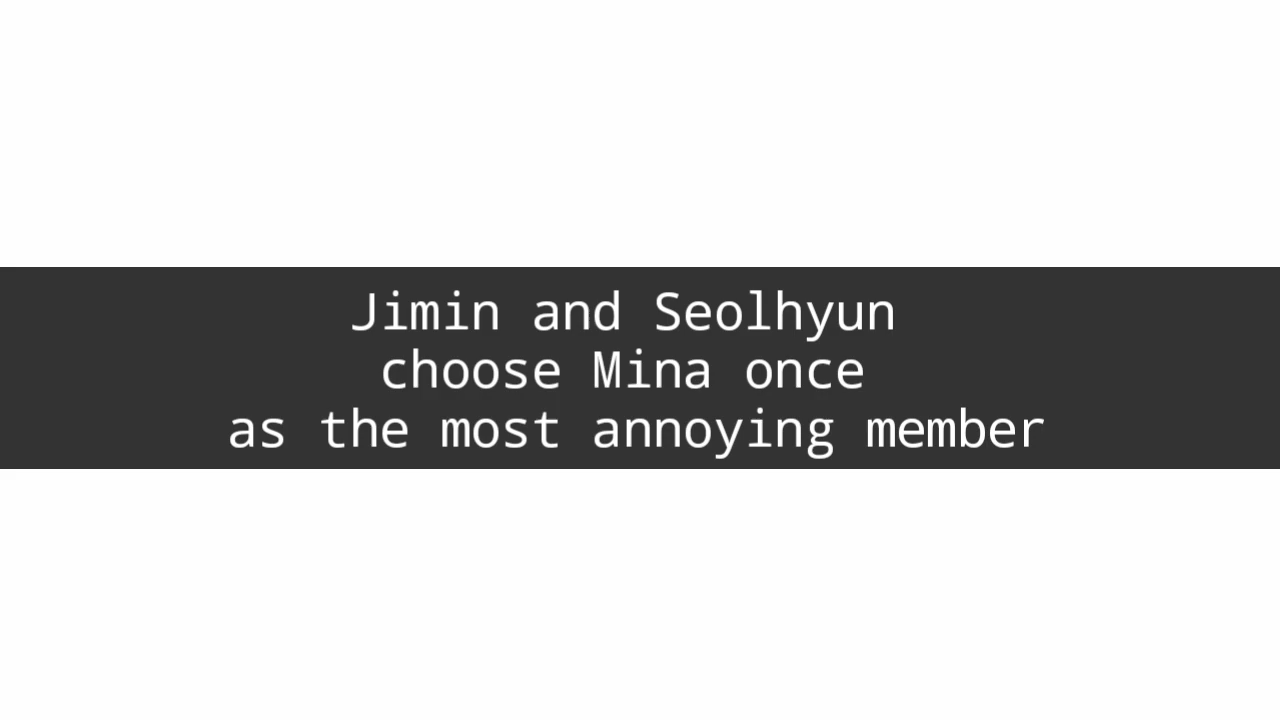 Jimin and Seolhyun
choose Mina once
as the most annoying member